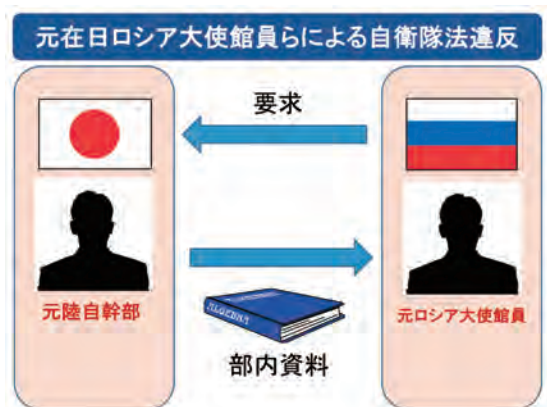 元在日ロシア大使館員らによる自衛隊法違反
要求
元陸自幹部
ALGEBRA
元ロシア大使館員
部内資料